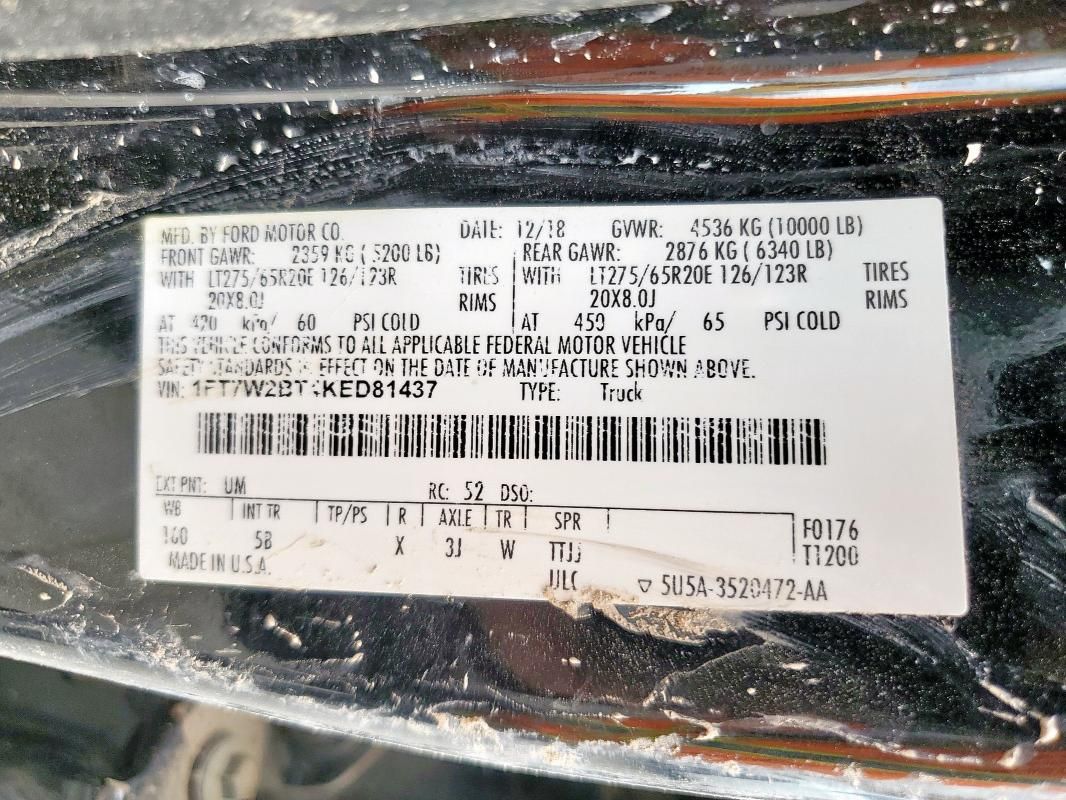 MFD. BY FORD MOTOR CO. DATE: 12/18 GVWR: 4536 KG (10000 LB)
FRONT GAWR: 2359 KG ( 5200 LB) REAR GAWR: 2876 KG ( 6340 LB)
WITH LT275/65R20E 126/123R TIRES WITH LT275/65R20E 126/123R TIRES
20X8.0J RIMS 20X8.0J RIMS
AT 420 kPa/ 60 PSI COLD AT 450 kPa/ 65 PSI COLD
THIS VEHICLE CONFORMS TO ALL APPLICABLE FEDERAL MOTOR VEHICLE
SAFETY STANDARDS IN EFFECT ON THE DATE OF MANUFACTURE SHOWN ABOVE.
VIN: 1FT7W2BT4KED81437 TYPE: Truck
EXT PNT: UM RC: 52 DSO:
WB INT TR TP/PS R AXLE TR SPR F0176
160 5B X 3J W TTJJ T1200
MADE IN U.S.A. ULC 5U5A-3520472-AA